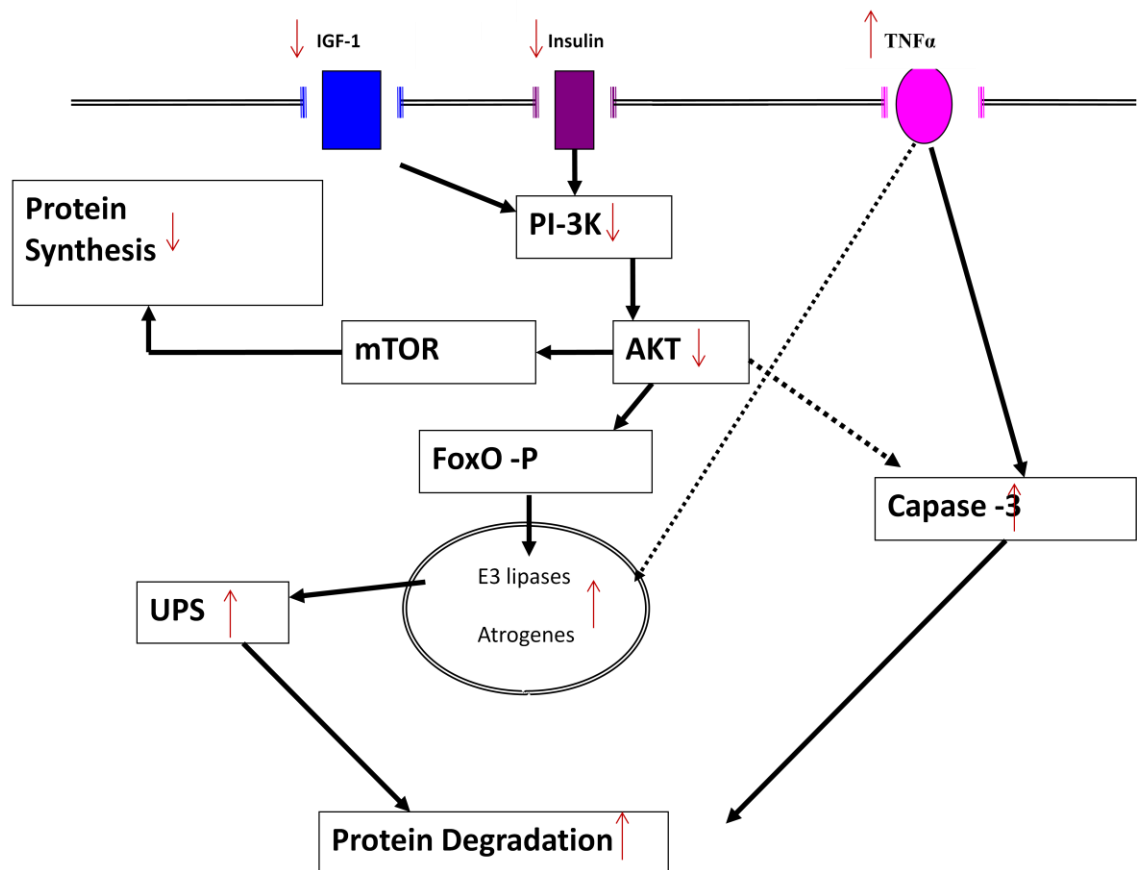 IGF-1
Insulin
TNFα
Protein
Synthesis
PI-3K
mTOR
AKT
FoxO -P
Capase -3
E3 lipases
UPS
Atrogenes
Protein Degradation